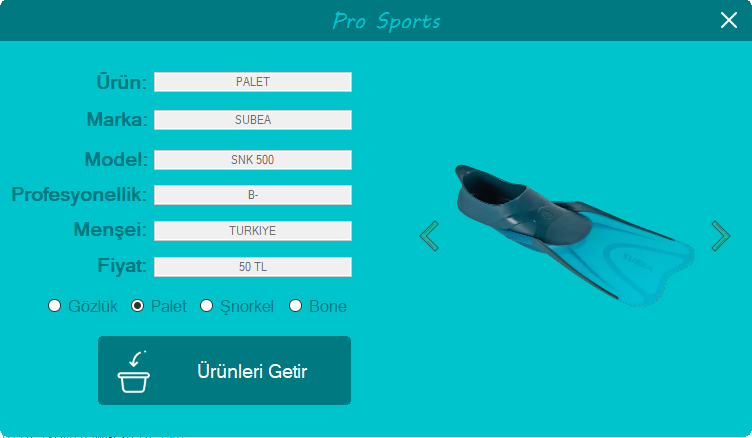 Pro Sports
Ürün: PALET
Marka: SUBEA
Model: SNK 500
Profesyonellik: B-
Menşei: TURKIYE
Fiyat: 50 TL
Gözlük Palet Şnorkel Bone
Ürünleri Getir
SUBEA